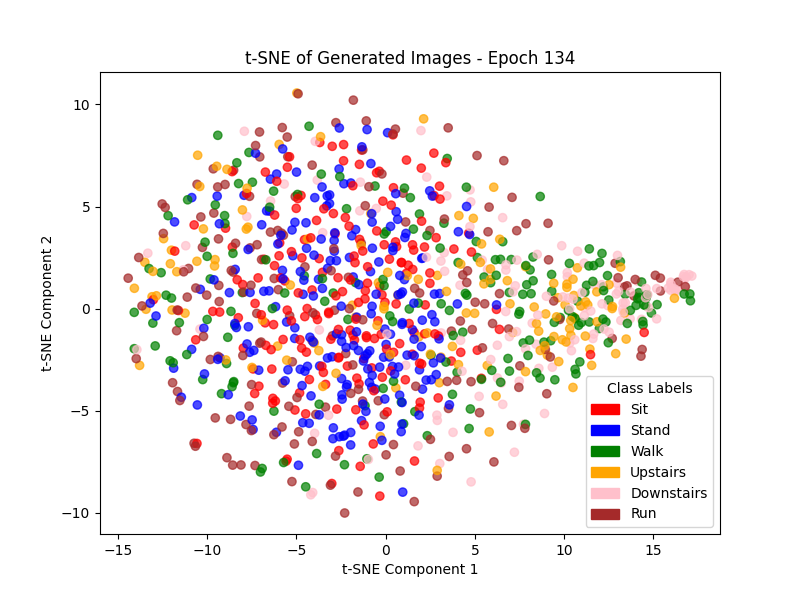 t-SNE of Generated Images - Epoch 134
t-SNE Component 2
10
5
0
−5
−10
−15
−10
−5
0
5
10
15
t-SNE Component 1
Class Labels
Sit
Stand
Walk
Upstairs
Downstairs
Run